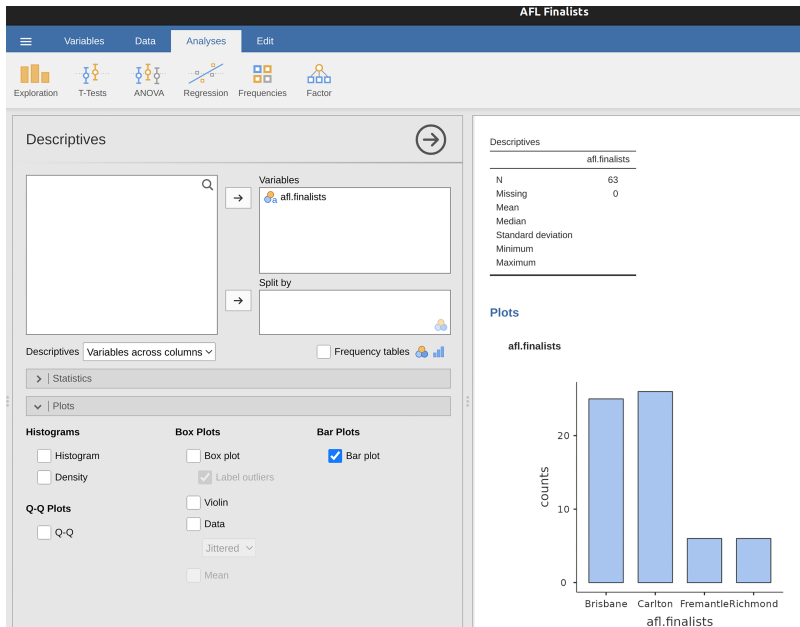 AFL Finalists
Variables Data Analyses Edit
Exploration T-Tests ANOVA Regression Frequencies Factor
Descriptives
Variables
a afl.finalists
Split by
Descriptives Variables across columns Frequency tables
Statistics
Plots
Histograms Box Plots Bar Plots
Histogram Box plot Bar plot
Density Label outliers
Violin
Q-Q Plots
Data
Q-Q
Jittered
Mean
Descriptives
afl.finalists
N 63
Missing 0
Mean
Median
Standard deviation
Minimum
Maximum
Plots
afl.finalists
20
counts
10
0
Brisbane Carlton Fremantle Richmond
afl.finalists